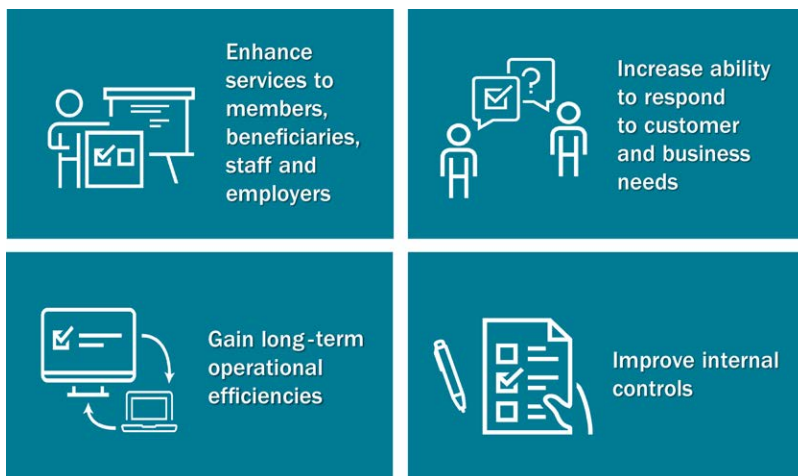 Enhance
services to
members,
beneficiaries,
staff and
employers
Increase ability
to respond
to customer
and business
needs
?
Gain long-term
operational
efficiencies
Improve internal
controls